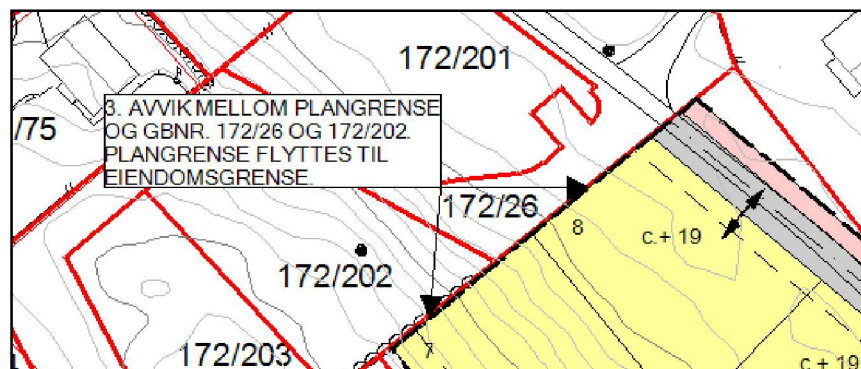 172/201
3. AVVIK MELLOM PLANGRENSE
OG GBNR. 172/26 OG 172/202.
PLANGRENSE FLYTTES TIL
EIENDOMSGRENSE.
/75
172/26
8
c.+ 19
172/202
7
172/203
c.+ 19